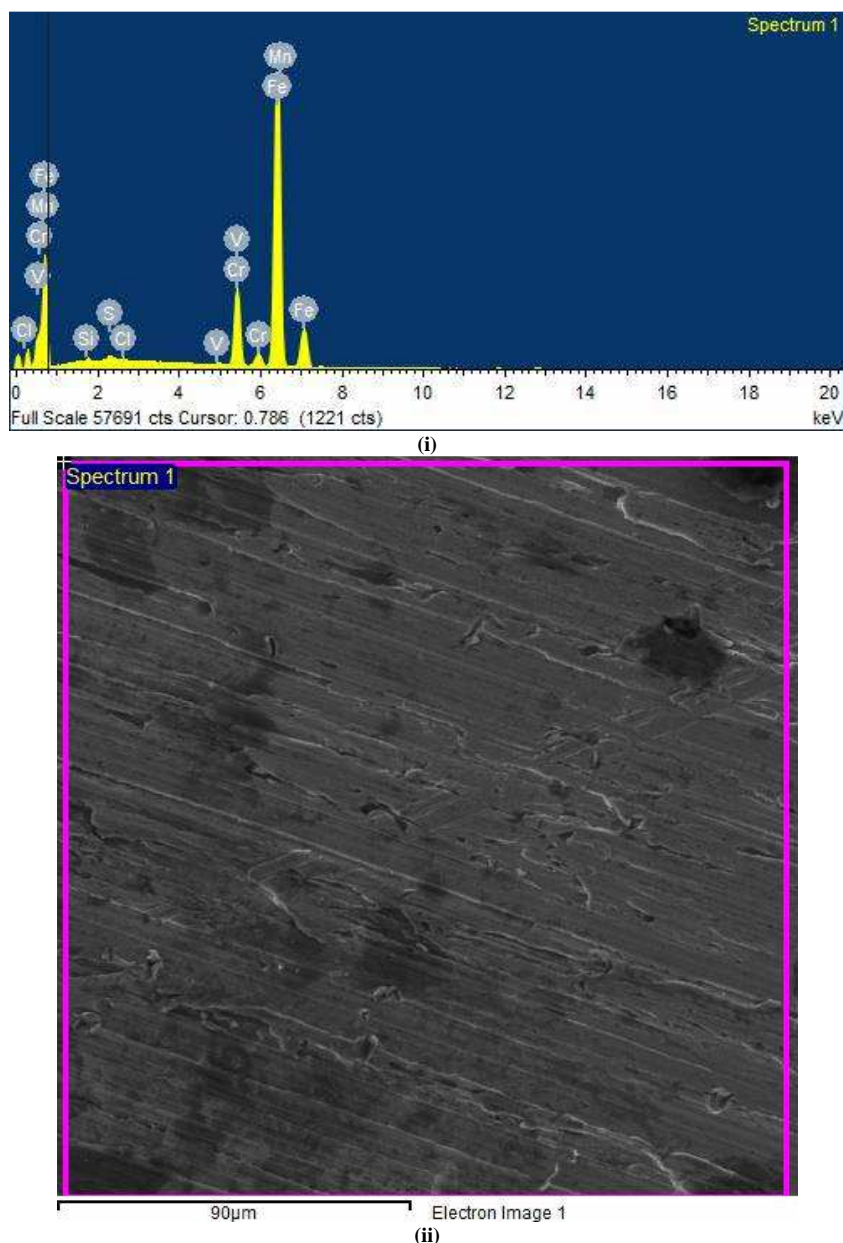 Spectrum 1
Mn
Fe
Fe
Mn
Cr
V
V
Cr
Cl
Si
S
Cl
V
Cr
Fe
0 2 4 6 8 10 12 14 16 18 20
Full Scale 57691 cts Cursor: 0.786 (1221 cts) keV
(i)
Spectrum 1
90µm Electron Image 1
(ii)